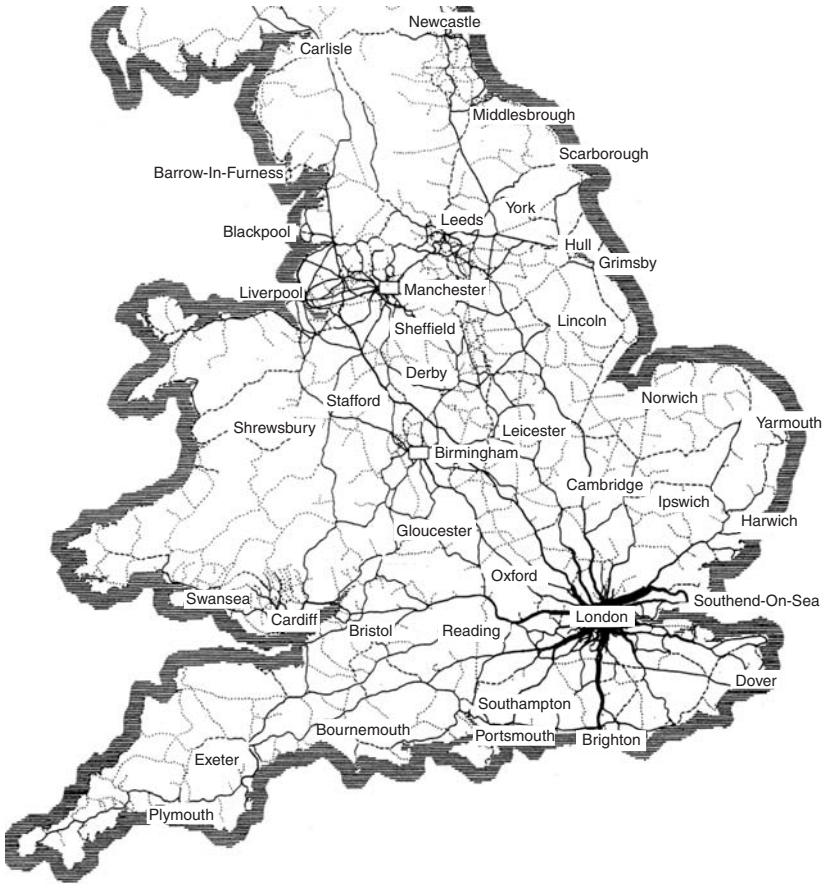 Newcastle
Carlisle
Middlesbrough
Scarborough
Barrow-In-Furness
York
Leeds
Blackpool
Hull
Grimsby
Liverpool
Manchester
Lincoln
Sheffield
Derby
Norwich
Stafford
Yarmouth
Shrewsbury
Leicester
Birmingham
Cambridge
Ipswich
Harwich
Gloucester
Oxford
Swansea
Southend-On-Sea
Cardiff
London
Bristol
Reading
Dover
Southampton
Bournemouth
Portsmouth
Brighton
Exeter
Plymouth